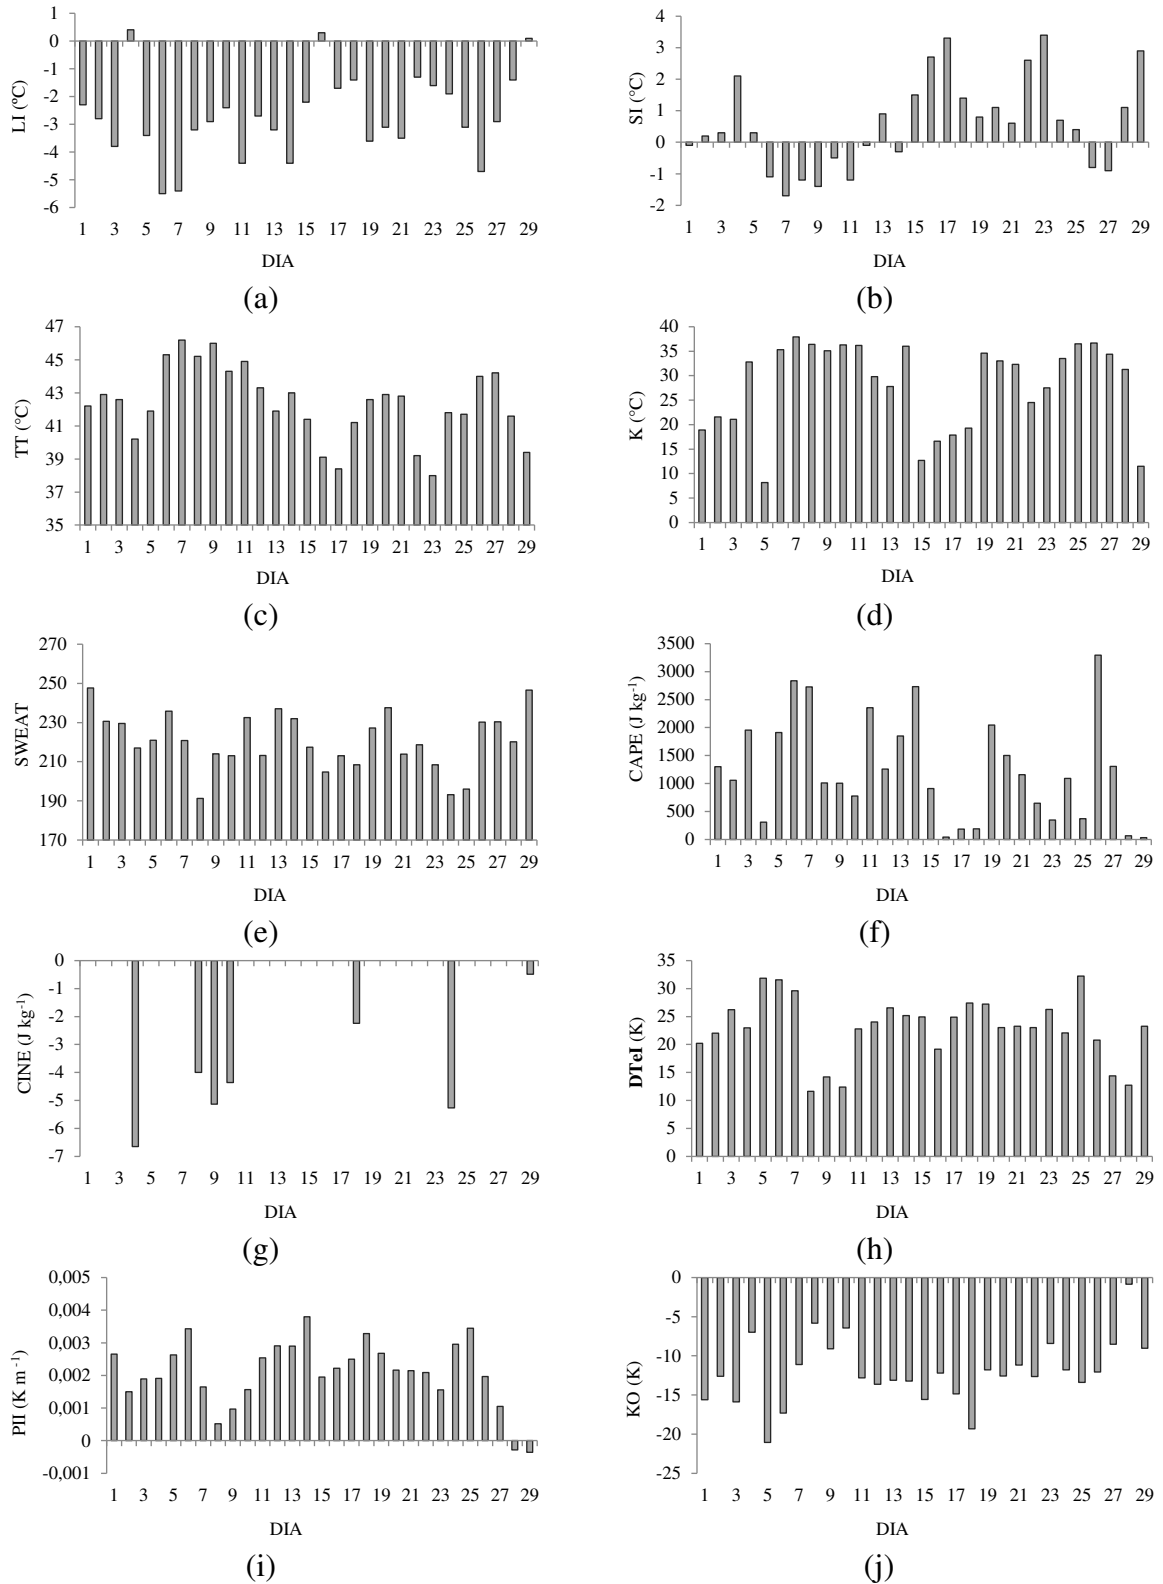 1
0
-1
-2
-3
-4
-5
-6
LI (ºC)
1 3 5 7 9 11 13 15 17 19 21 23 25 27 29
DIA
(a)
4
3
2
1
0
-1
-2
SI (°C)
1 3 5 7 9 11 13 15 17 19 21 23 25 27 29
DIA
(b)
47
45
43
41
39
37
35
TT (°C)
1 3 5 7 9 11 13 15 17 19 21 23 25 27 29
DIA
(c)
40
35
30
25
20
15
10
5
0
K (°C)
1 3 5 7 9 11 13 15 17 19 21 23 25 27 29
DIA
(d)
270
250
230
210
190
170
SWEAT
1 3 5 7 9 11 13 15 17 19 21 23 25 27 29
DIA
(e)
3500
3000
2500
2000
1500
1000
500
0
CAPE (J kg-1)
1 3 5 7 9 11 13 15 17 19 21 23 25 27 29
DIA
(f)
0
-1
-2
-3
-4
-5
-6
-7
CINE (J kg-1)
1 3 5 7 9 11 13 15 17 19 21 23 25 27 29
DIA
(g)
35
30
25
20
15
10
5
0
DTeI (K)
1 3 5 7 9 11 13 15 17 19 21 23 25 27 29
DIA
(h)
0,005
0,004
0,003
0,002
0,001
0
-0,001
PII (K m-1)
1 3 5 7 9 11 13 15 17 19 21 23 25 27 29
DIA
(i)
0
-5
-10
-15
-20
-25
KO (K)
1 3 5 7 9 11 13 15 17 19 21 23 25 27 29
DIA
(j)